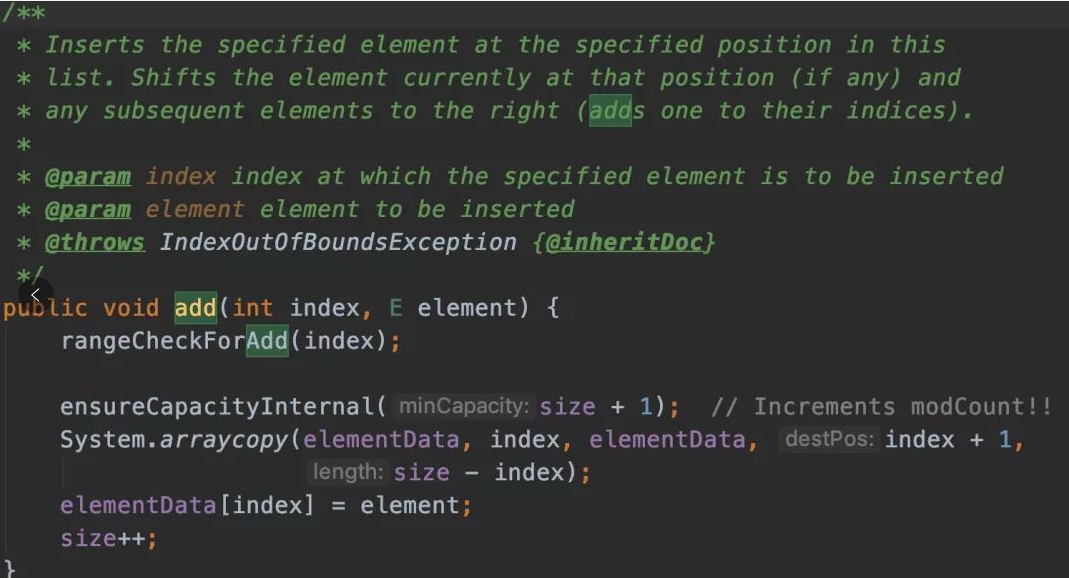 /**
* Inserts the specified element at the specified position in this
* list. Shifts the element currently at that position (if any) and
* any subsequent elements to the right (adds one to their indices).
*
* @param index index at which the specified element is to be inserted
* @param element element to be inserted
* @throws IndexOutOfBoundsException {@inheritDoc}
*/
public void add(int index, E element) {
rangeCheckForAdd(index);
ensureCapacityInternal( minCapacity: size + 1);  // Increments modCount!!
System.arraycopy(elementData, index, elementData, destPos: index + 1,
length: size - index);
elementData[index] = element;
size++;
}